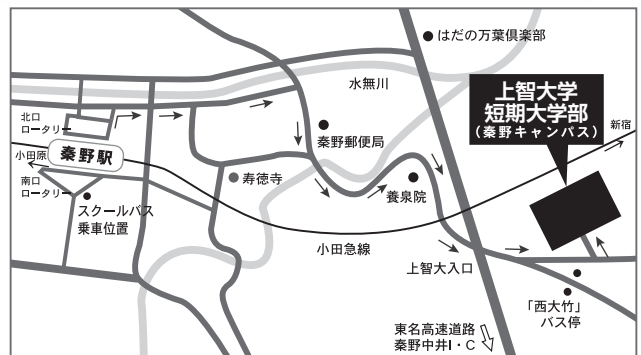 はだの万葉俱楽部
水無川
上智大学
短期大学部
(秦野キャンパス)
新宿
北口
ロータリー
秦野郵便局
小田原
秦野駅
南口
ロータリー
寿徳寺
養泉院
スクールバス
乗車位置
小田急線
上智大入口
「西大竹」
バス停
東名高速道路
秦野中井I・C